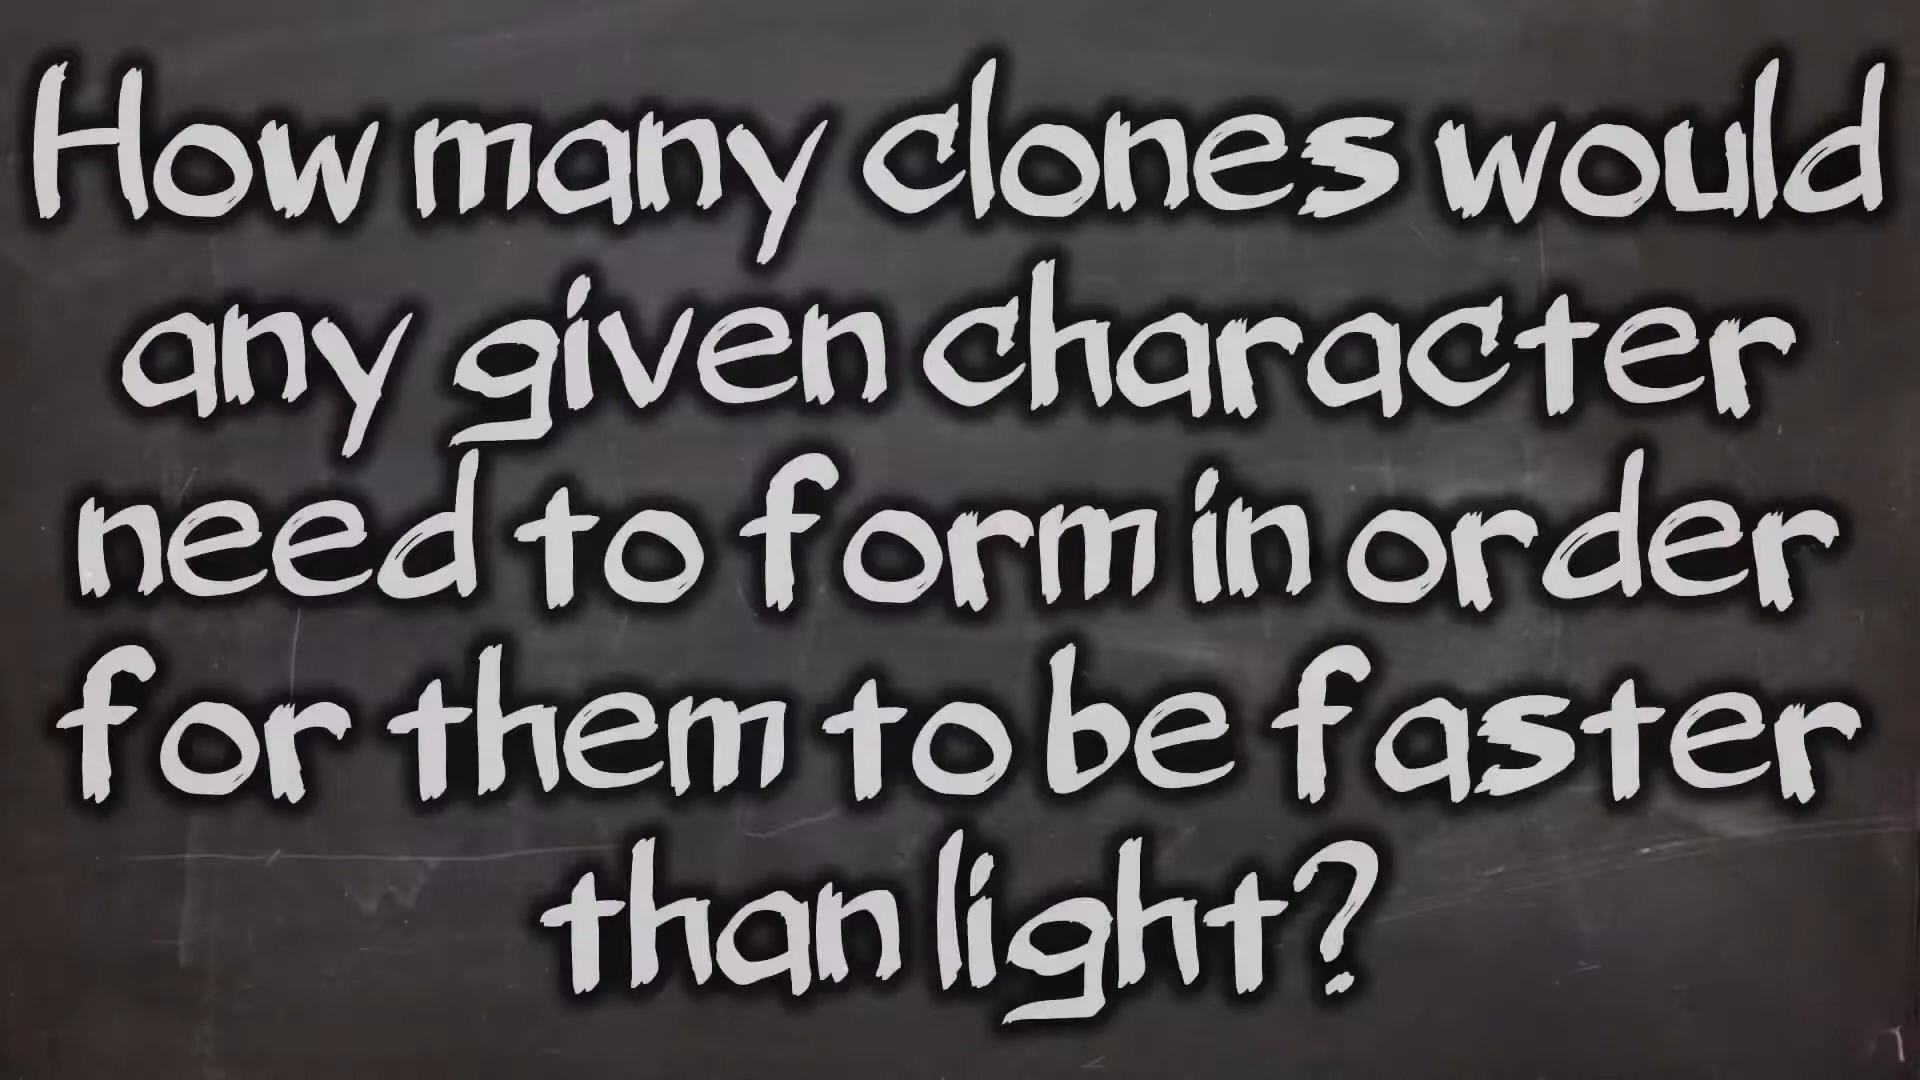 How many clones would
any given character
need to form in order
for them to be faster
than light?